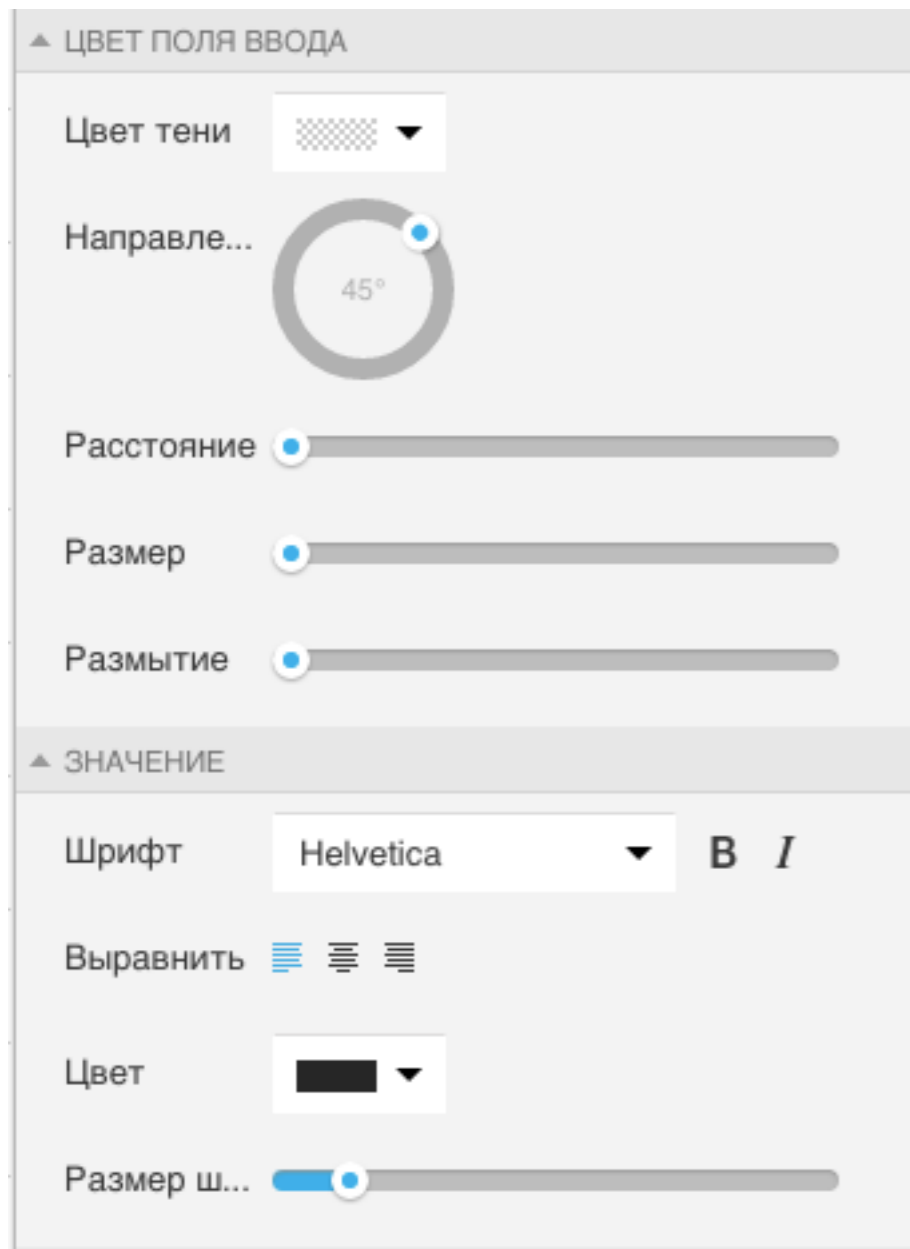 ЦВЕТ ПОЛЯ ВВОДА
Цвет тени
Направле...
45°
Расстояние
Размер
Размытие
ЗНАЧЕНИЕ
Шрифт Helvetica B I
Выравнить
Цвет
Размер ш...